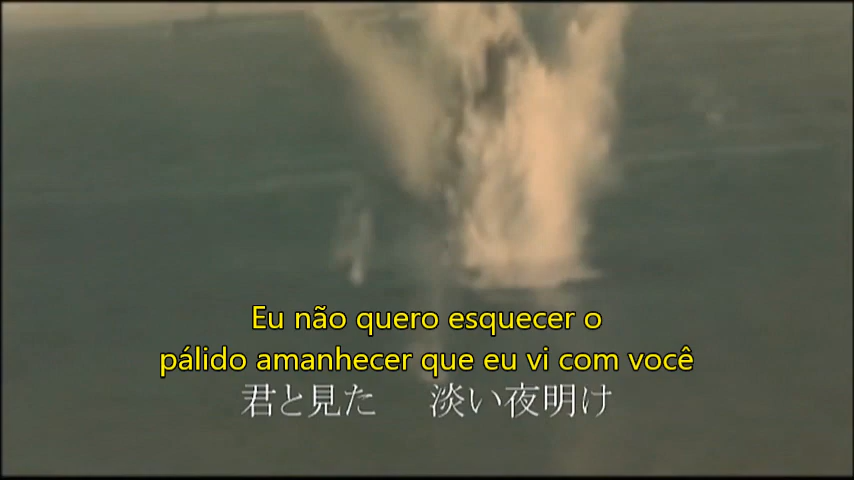 Eu não quero esquecer o
pálido amanhecer que eu vi com você
君と見た 淡い夜明け